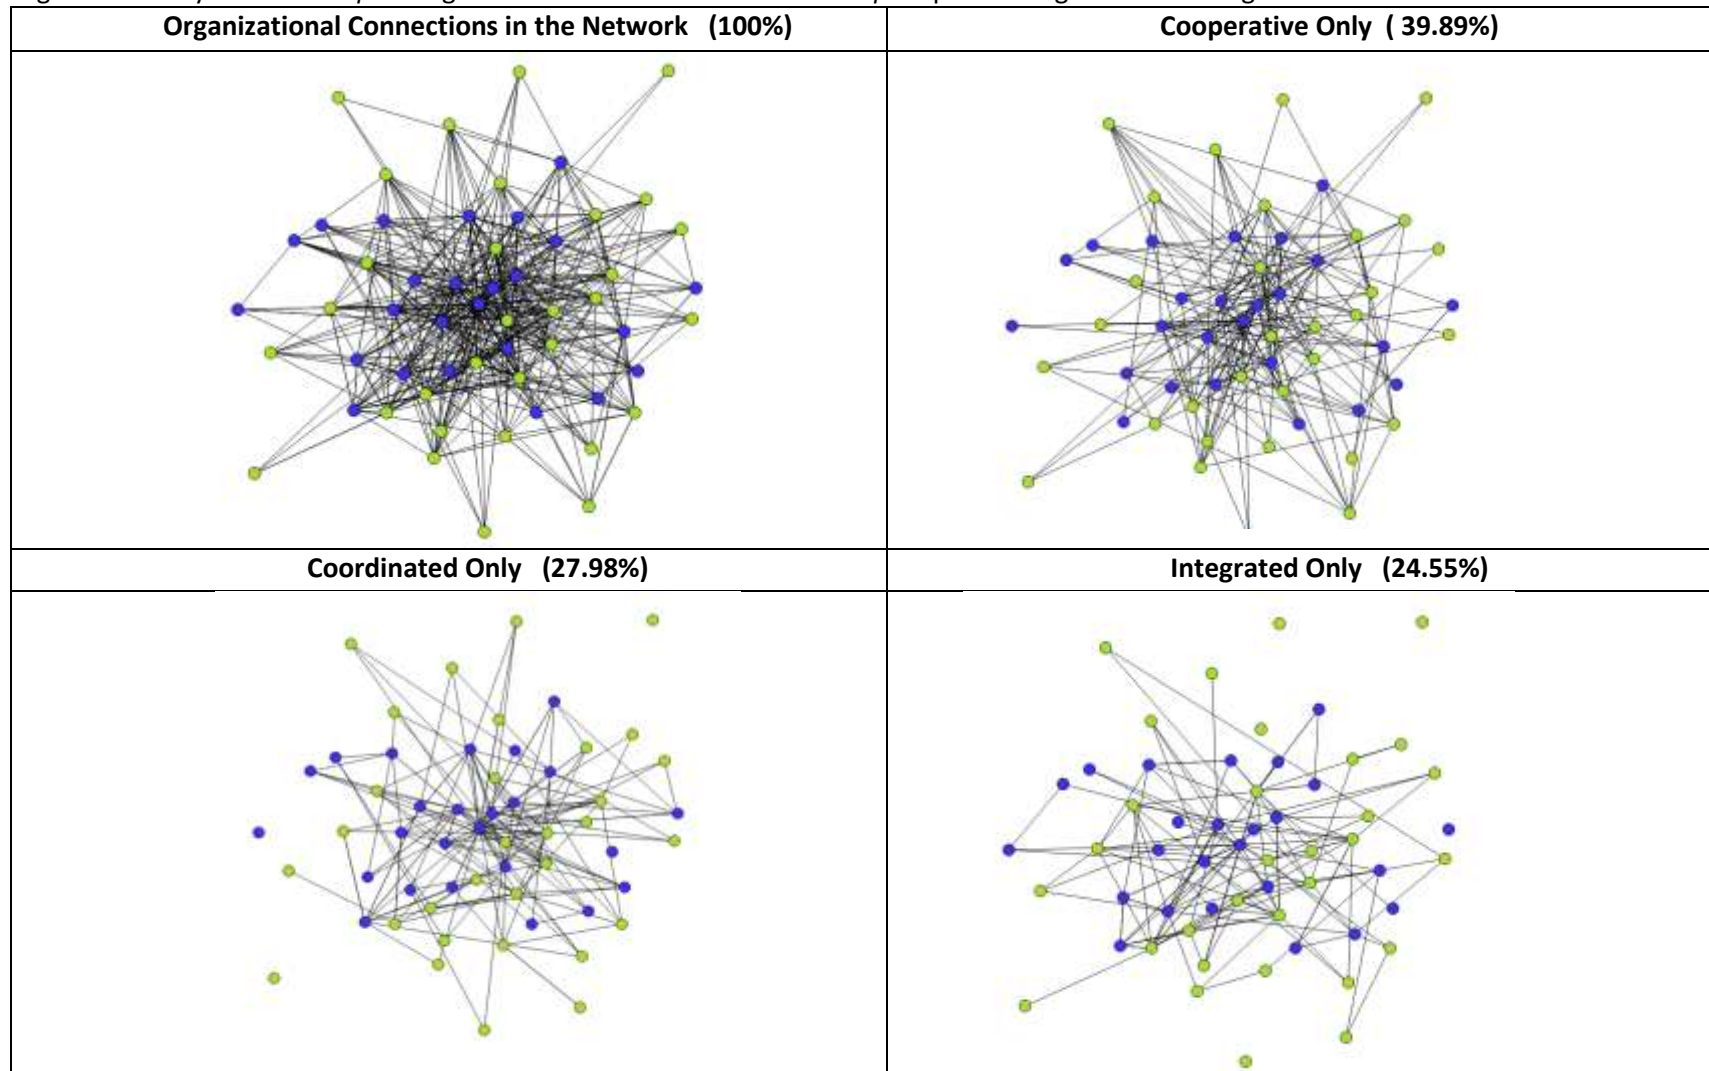 Organizational Connections in the Network (100%)
Cooperative Only ( 39.89%)
Coordinated Only (27.98%)
Integrated Only (24.55%)